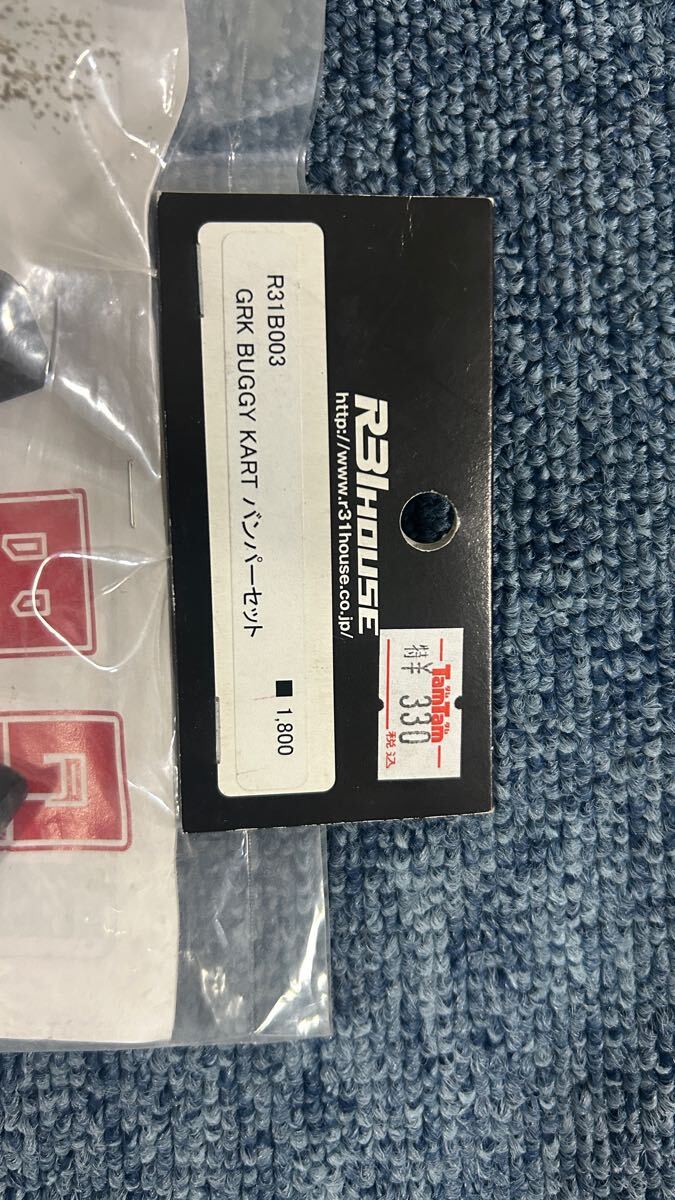 R31HOUSE
http://www.r31house.co.jp/
R31B003
GRK BUGGY KART バンパーセット
■ 1,800
TamTam
特¥ 330
税込